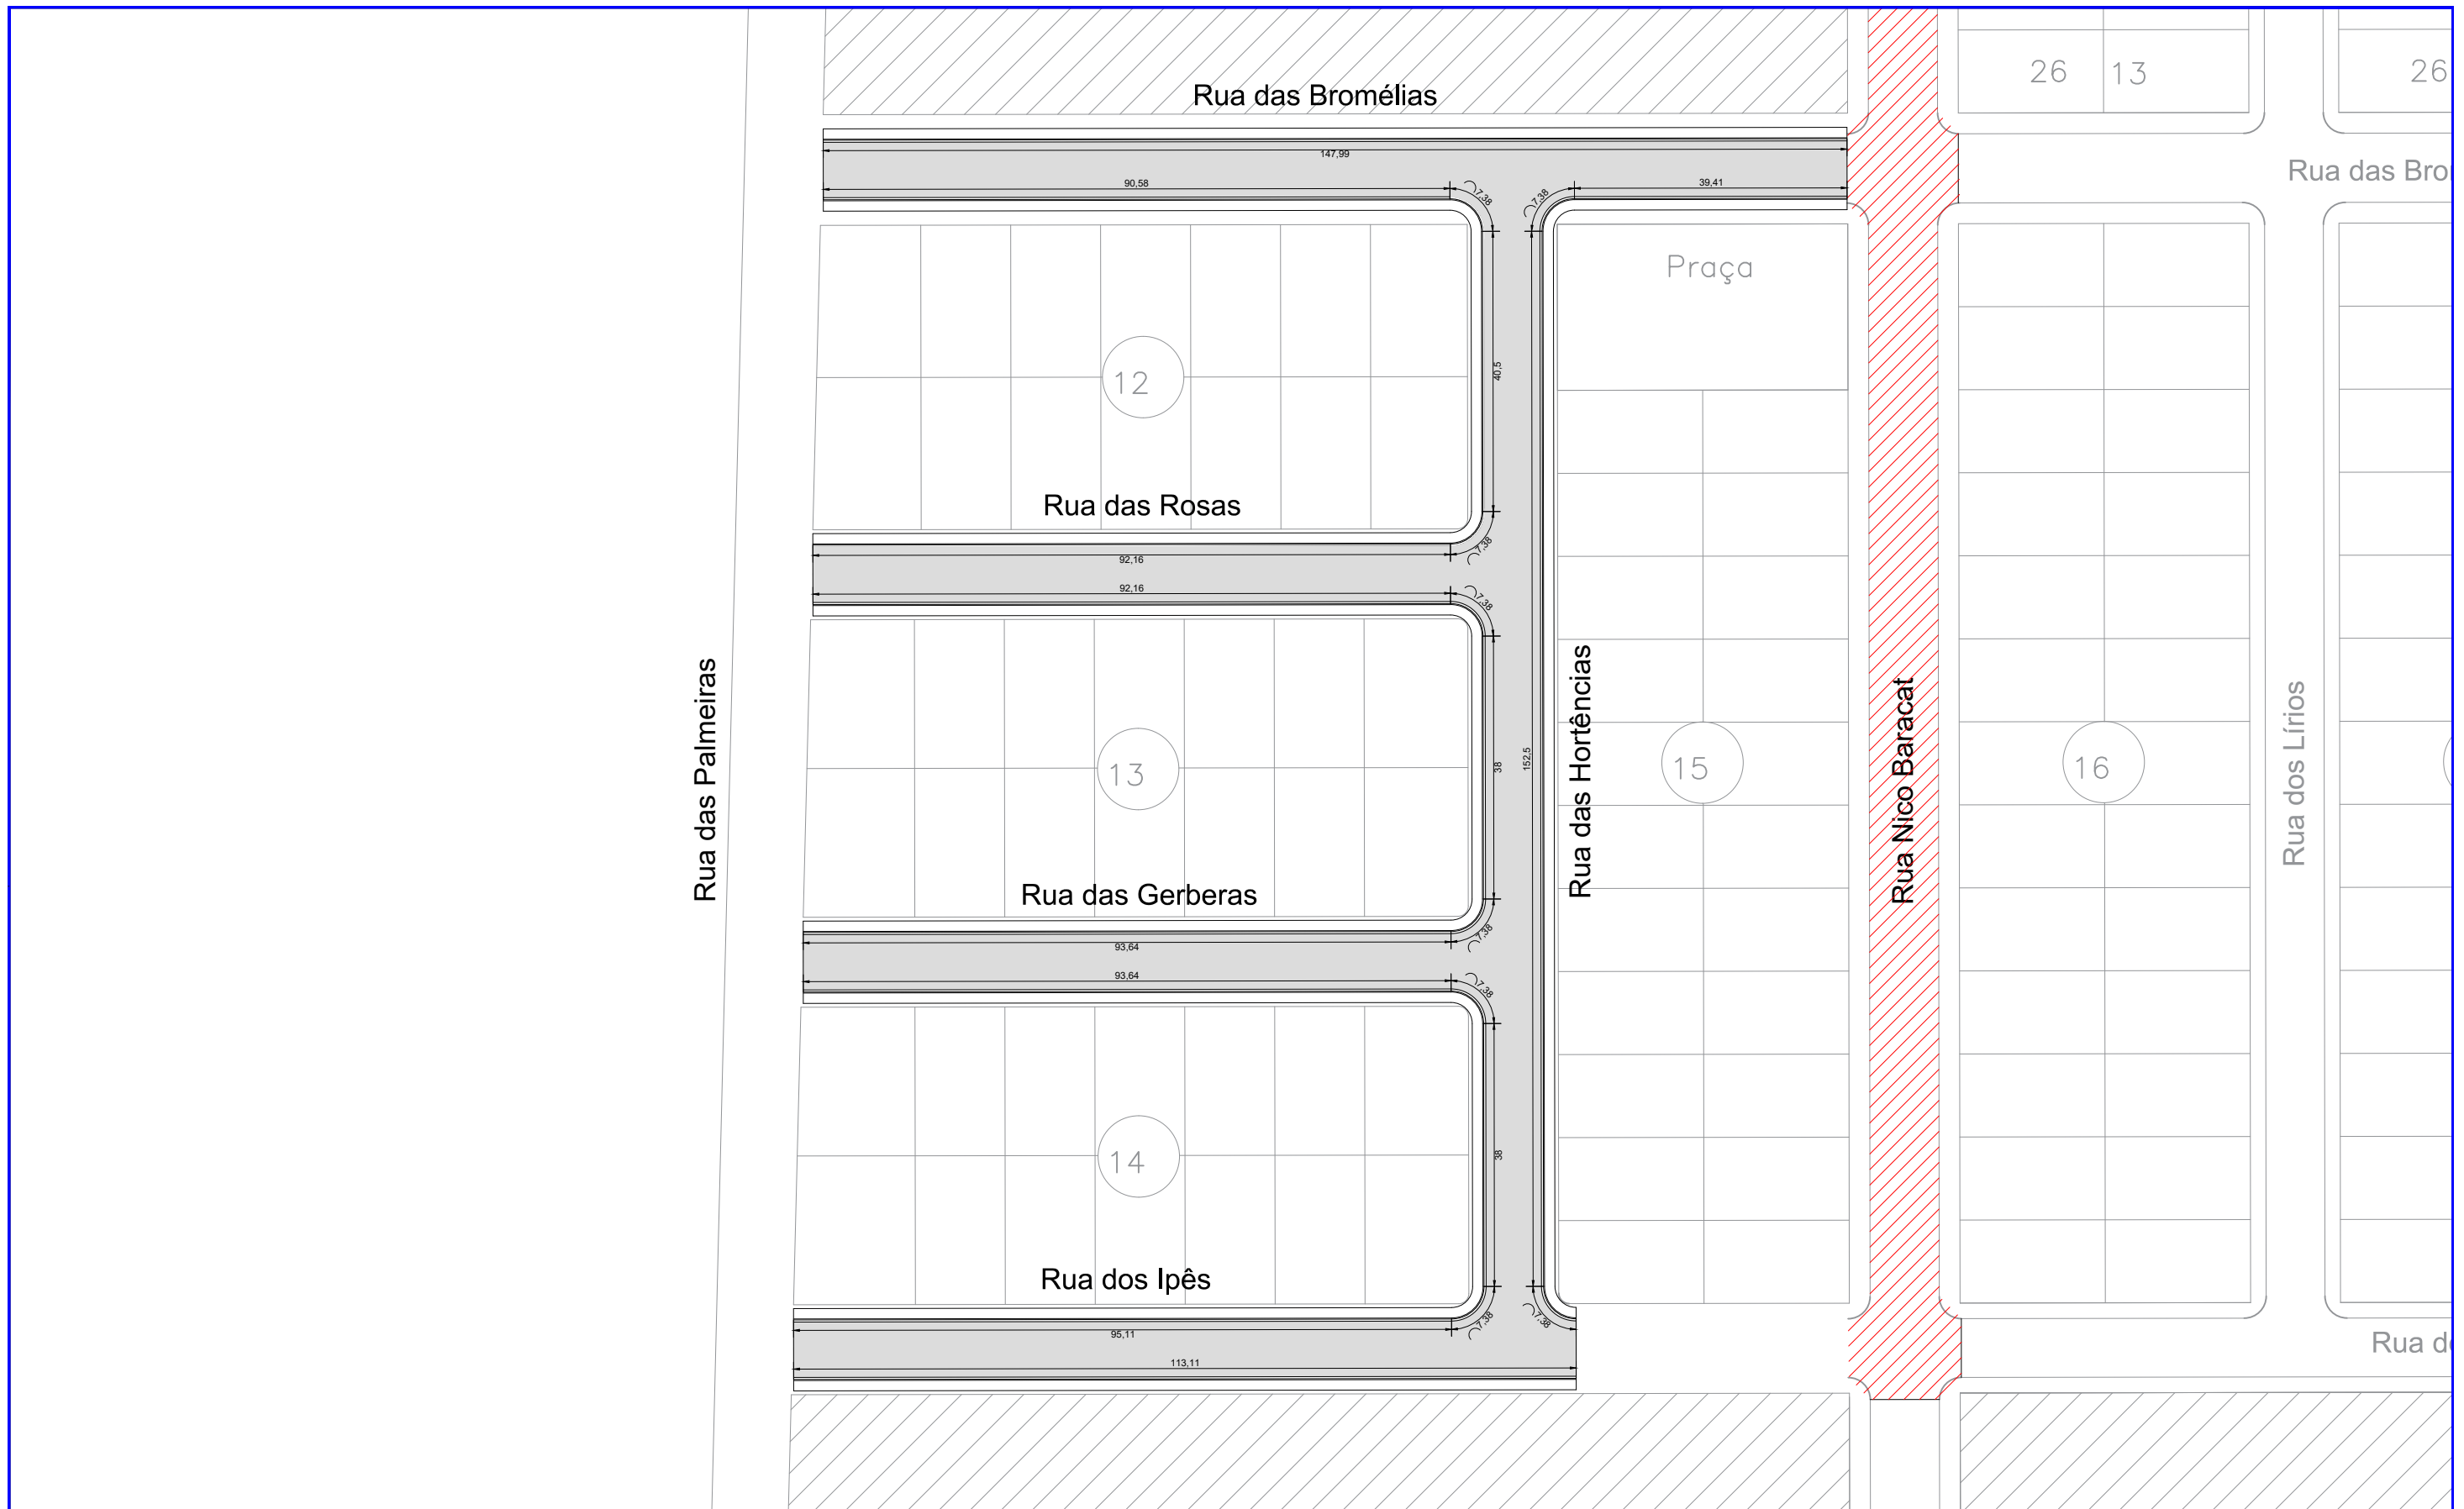 26
13
26
Rua das Bromélias
147,99
Rua das Bro
90,58
7,38
7,38
39,41
Praça
12
40,5
Rua das Rosas
92,16
7,38
92,16
7,38
Rua das Palmeiras
13
38
152,5
Rua das Hortências
15
Rua Nico Baracat
16
Rua dos Lírios
Rua das Gerberas
93,64
7,38
93,64
7,38
14
38
Rua dos Ipês
95,11
7,38
7,38
113,11
Rua d